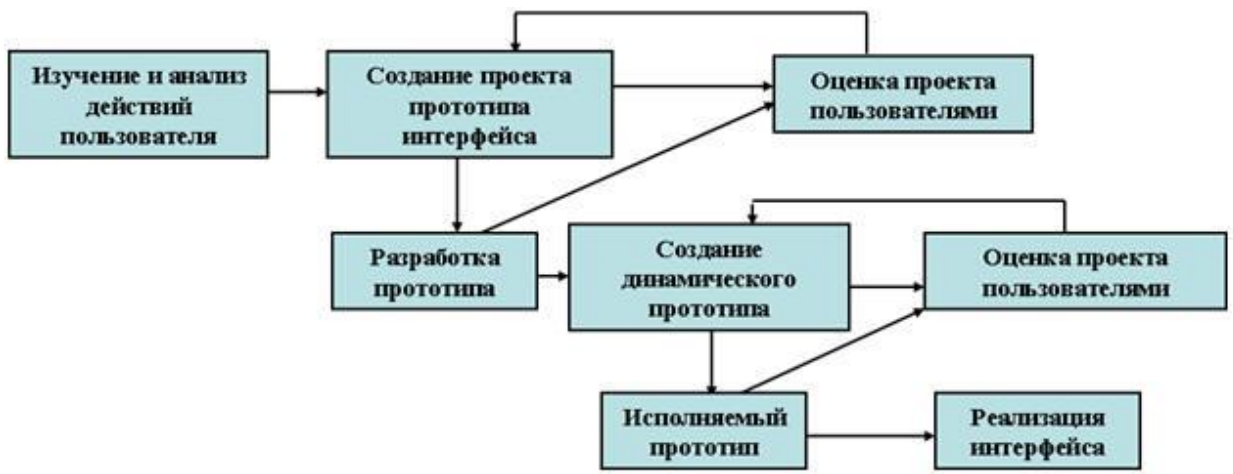 Изучение и анализ
действий
пользователя
Создание проекта
прототипа
интерфейса
Оценка проекта
пользователями
Разработка
прототипа
Создание
динамического
прототипа
Оценка проекта
пользователями
Исполняемый
прототип
Реализация
интерфейса